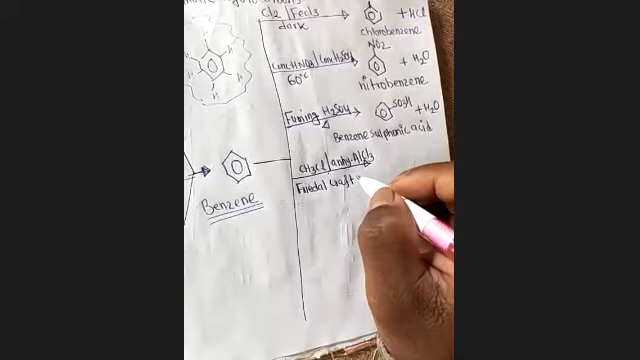 Cl2 | FeCl3
dark
+ HCl
chlorobenzene
NO2
Conc.HNO3 | Conc.H2SO4
60°C
+ H2O
nitrobenzene
Fuming H2SO4
Δ
SO3H
+ H2O
Benzene sulphonic acid
CH3Cl | anhy.AlCl3
Friedal craft
Benzene
H
H
H
H
H